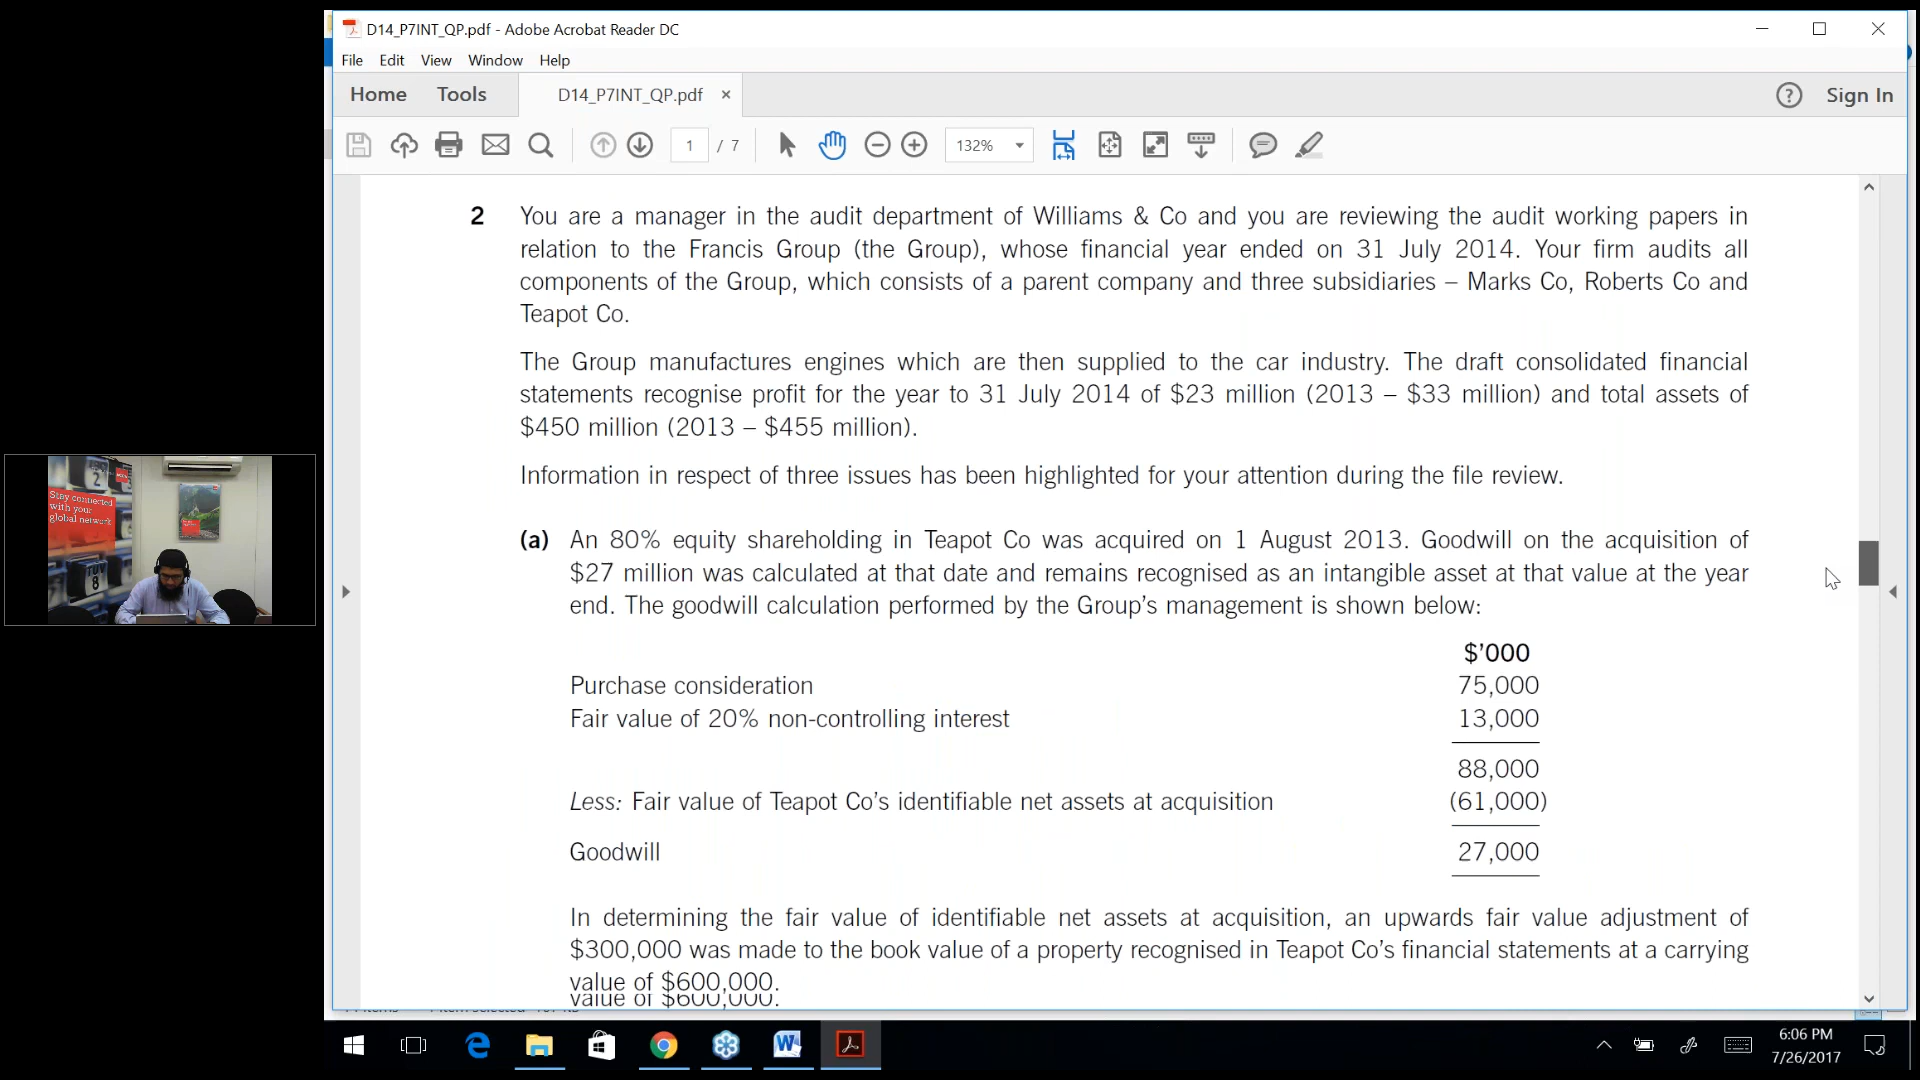 D14_P7INT_QP.pdf - Adobe Acrobat Reader DC
File Edit View Window Help
Home Tools D14_P7INT_QP.pdf × Sign In
1 / 7 132%
2 You are a manager in the audit department of Williams & Co and you are reviewing the audit working papers in
relation to the Francis Group (the Group), whose financial year ended on 31 July 2014. Your firm audits all
components of the Group, which consists of a parent company and three subsidiaries – Marks Co, Roberts Co and
Teapot Co.
The Group manufactures engines which are then supplied to the car industry. The draft consolidated financial
statements recognise profit for the year to 31 July 2014 of $23 million (2013 – $33 million) and total assets of
$450 million (2013 – $455 million).
Information in respect of three issues has been highlighted for your attention during the file review.
(a) An 80% equity shareholding in Teapot Co was acquired on 1 August 2013. Goodwill on the acquisition of
$27 million was calculated at that date and remains recognised as an intangible asset at that value at the year
end. The goodwill calculation performed by the Group's management is shown below:
$'000
Purchase consideration 75,000
Fair value of 20% non-controlling interest 13,000
88,000
Less: Fair value of Teapot Co's identifiable net assets at acquisition (61,000)
Goodwill 27,000
In determining the fair value of identifiable net assets at acquisition, an upwards fair value adjustment of
$300,000 was made to the book value of a property recognised in Teapot Co's financial statements at a carrying
value of $600,000.
value of $600,000.
Stay connected
with your
global network
6:06 PM
7/26/2017